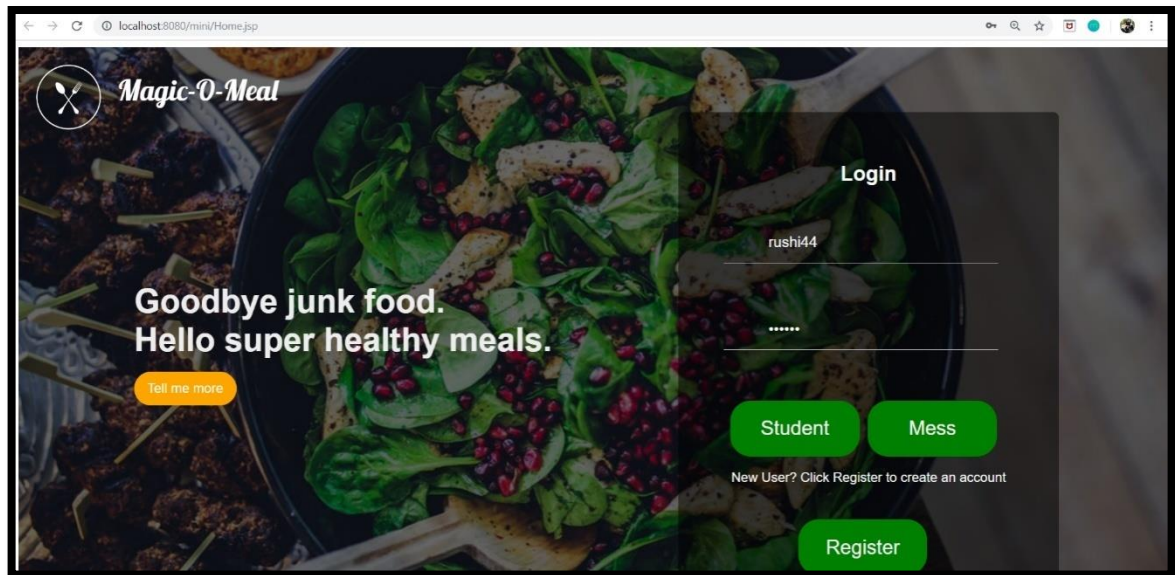 localhost:8080/mini/Home.jsp
Magic-O-Meal
Login
rushi44
••••••
Goodbye junk food.
Hello super healthy meals.
Tell me more
Student Mess
New User? Click Register to create an account
Register